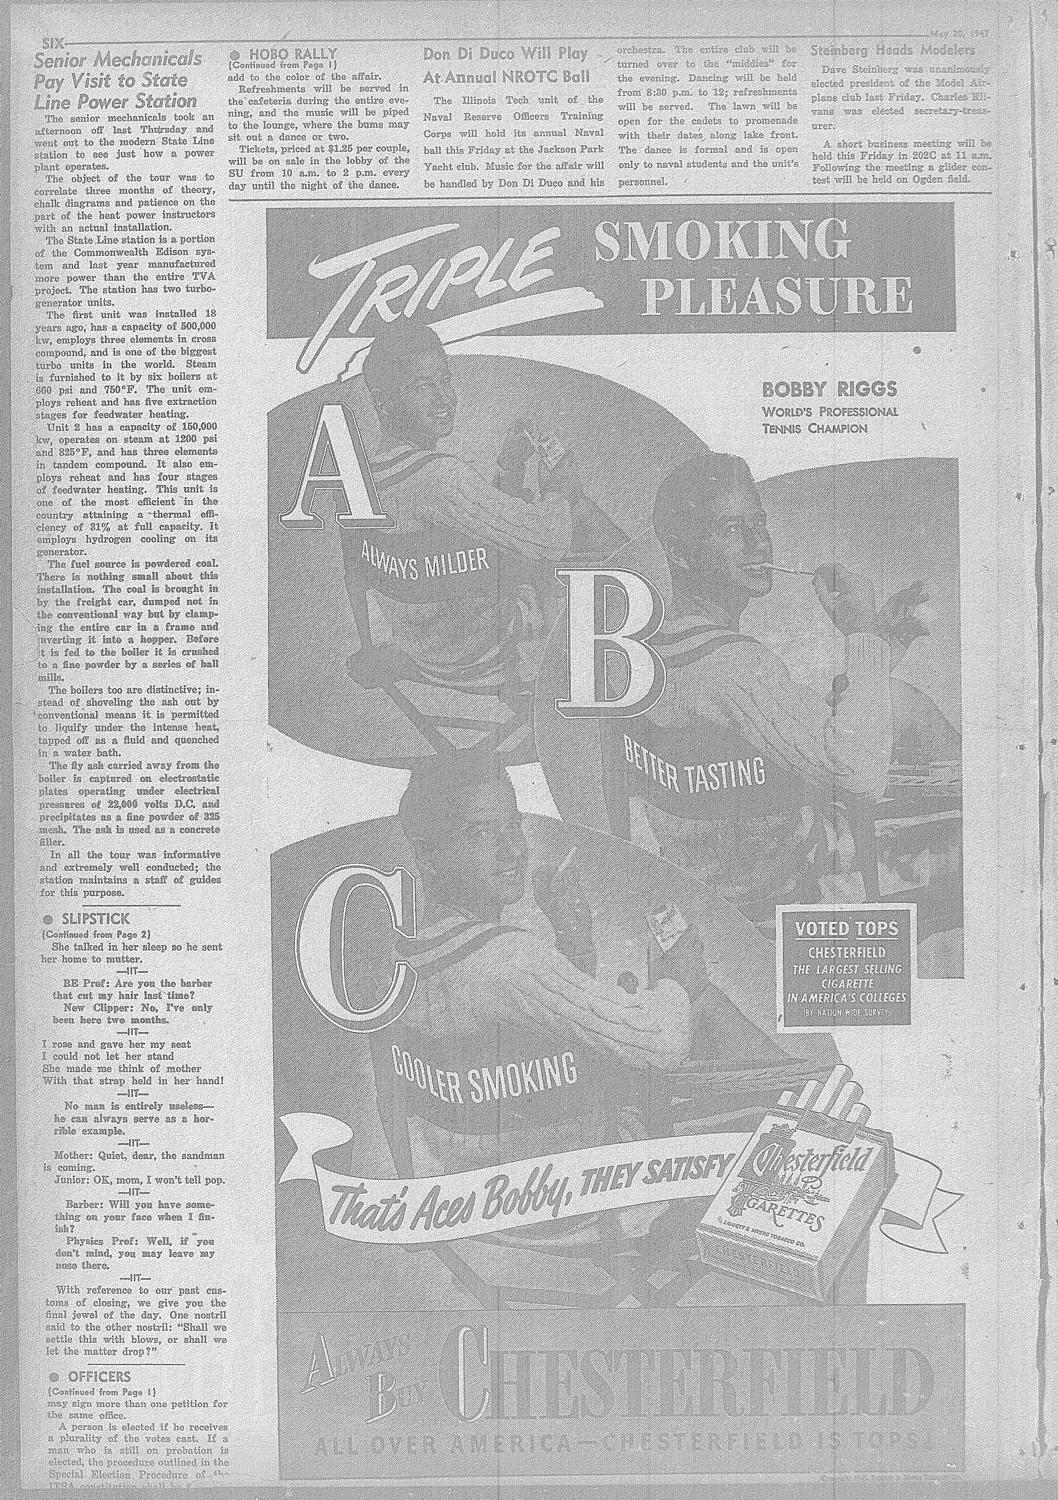 SIX
May 20, 1947
Senior Mechanicals
Pay Visit to State
Line Power Station
The senior mechanicals took an
afternoon off last Thursday and
went out to the modern State Line
station to see just how a power
plant operates.
The object of the tour was to
correlate three months of theory,
chalk diagrams and patience on the
part of the heat power instructors
with an actual installation.
The State Line station is a portion
of the Commonwealth Edison sys-
tem and last year manufactured
more power than the entire TVA
project. The station has two turbo-
generator units.
The first unit was installed 18
years ago, has a capacity of 500,000
kw, employs three elements in cross
compound, and is one of the biggest
turbo units in the world. Steam
is furnished to it by six boilers at
660 psi and 750°F. The unit em-
ploys reheat and has five extraction
stages for feedwater heating.
Unit 2 has a capacity of 150,000
kw, operates on steam at 1200 psi
and 825°F, and has three elements
in tandem compound. It also em-
ploys reheat and has four stages
of feedwater heating. This unit is
one of the most efficient in the
country attaining a thermal effi-
ciency of 31% at full capacity. It
employs hydrogen cooling on its
generator.
The fuel source is powdered coal.
There is nothing small about this
installation. The coal is brought in
by the freight car, dumped not in
the conventional way but by clamp-
ing the entire car in a frame and
inverting it into a hopper. Before
it is fed to the boiler it is crushed
to a fine powder by a series of ball
mills.
The boilers too are distinctive; in-
stead of shoveling the ash out by
conventional means it is permitted
to liquify under the intense heat,
tapped off as a fluid and quenched
in a water bath.
The fly ash carried away from the
boiler is captured on electrostatic
plates operating under electrical
pressures of 22,000 volts D.C. and
precipitates as a fine powder of 325
mesh. The ash is used as a concrete
filler.
In all the tour was informative
and extremely well conducted; the
station maintains a staff of guides
for this purpose.
● SLIPSTICK
(Continued from Page 2)
She talked in her sleep so he sent
her home to mutter.
—IIT—
BE Prof: Are you the barber
that cut my hair last time?
New Clipper: No, I've only
been here two months.
—IIT—
I rose and gave her my seat
I could not let her stand
She made me think of mother
With that strap held in her hand!
—IIT—
No man is entirely useless—
he can always serve as a hor-
rible example.
—IIT—
Mother: Quiet, dear, the sandman
is coming.
Junior: OK, mom, I won't tell pop.
—IIT—
Barber: Will you have some-
thing on your face when I fin-
ish?
Physics Prof: Well, if you
don't mind, you may leave my
nose there.
—IIT—
With reference to our past cus-
toms of closing, we give you the
final jewel of the day. One nostril
said to the other nostril: "Shall we
settle this with blows, or shall we
let the matter drop?"
● OFFICERS
(Continued from Page 1)
may sign more than one petition for
the same office.
A person is elected if he receives
a plurality of the votes cast. If a
man who is still on probation is
elected, the procedure outlined in the
Special Election Procedure of the
ITSA constitution shall be
● HOBO RALLY
(Continued from Page 1)
add to the color of the affair.
Refreshments will be served in
the cafeteria during the entire eve-
ning, and the music will be piped
to the lounge, where the bums may
sit out a dance or two.
Tickets, priced at $1.25 per couple,
will be on sale in the lobby of the
SU from 10 a.m. to 2 p.m. every
day until the night of the dance.
Don Di Duco Will Play
At Annual NROTC Ball
The Illinois Tech unit of the
Naval Reserve Officers Training
Corps will hold its annual Naval
ball this Friday at the Jackson Park
Yacht club. Music for the affair will
be handled by Don Di Duco and his
orchestra. The entire club will be
turned over to the "middies" for
the evening. Dancing will be held
from 8:30 p.m. to 12; refreshments
will be served. The lawn will be
open for the cadets to promenade
with their dates along lake front.
The dance is formal and is open
only to naval students and the unit's
personnel.
Steinberg Heads Modelers
Dave Steinberg was unanimously
elected president of the Model Air-
plane club last Friday. Charles Kli-
vans was elected secretary-treas-
urer.
A short business meeting will be
held this Friday in 202C at 11 a.m.
Following the meeting a glider con-
test will be held on Ogden field.
TRIPLE SMOKING
PLEASURE
BOBBY RIGGS
WORLD'S PROFESSIONAL
TENNIS CHAMPION
A
ALWAYS MILDER
B
BETTER TASTING
C
COOLER SMOKING
VOTED TOPS
CHESTERFIELD
THE LARGEST SELLING
CIGARETTE
IN AMERICA'S COLLEGES
(BY NATION-WIDE SURVEY)
That's Aces Bobby, THEY SATISFY
Chesterfield
CIGARETTES
LIGGETT & MYERS TOBACCO CO.
CHESTERFIELD
ALWAYS
BUY CHESTERFIELD
ALL OVER AMERICA—CHESTERFIELD IS TOPS!
Copyright 1947, Liggett & Myers Tobacco Co.